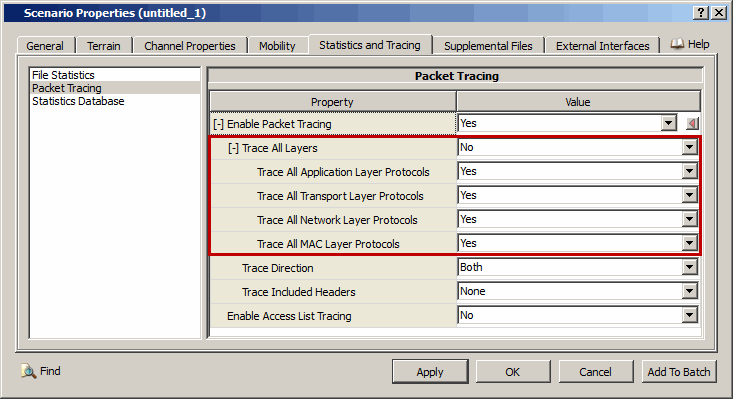 Scenario Properties (untitled_1)
General Terrain Channel Properties Mobility Statistics and Tracing Supplemental Files External Interfaces Help
File Statistics
Packet Tracing
Statistics Database
Packet Tracing
Property Value
[-] Enable Packet Tracing Yes
[-] Trace All Layers No
Trace All Application Layer Protocols Yes
Trace All Transport Layer Protocols Yes
Trace All Network Layer Protocols Yes
Trace All MAC Layer Protocols Yes
Trace Direction Both
Trace Included Headers None
Enable Access List Tracing No
Find Apply OK Cancel Add To Batch